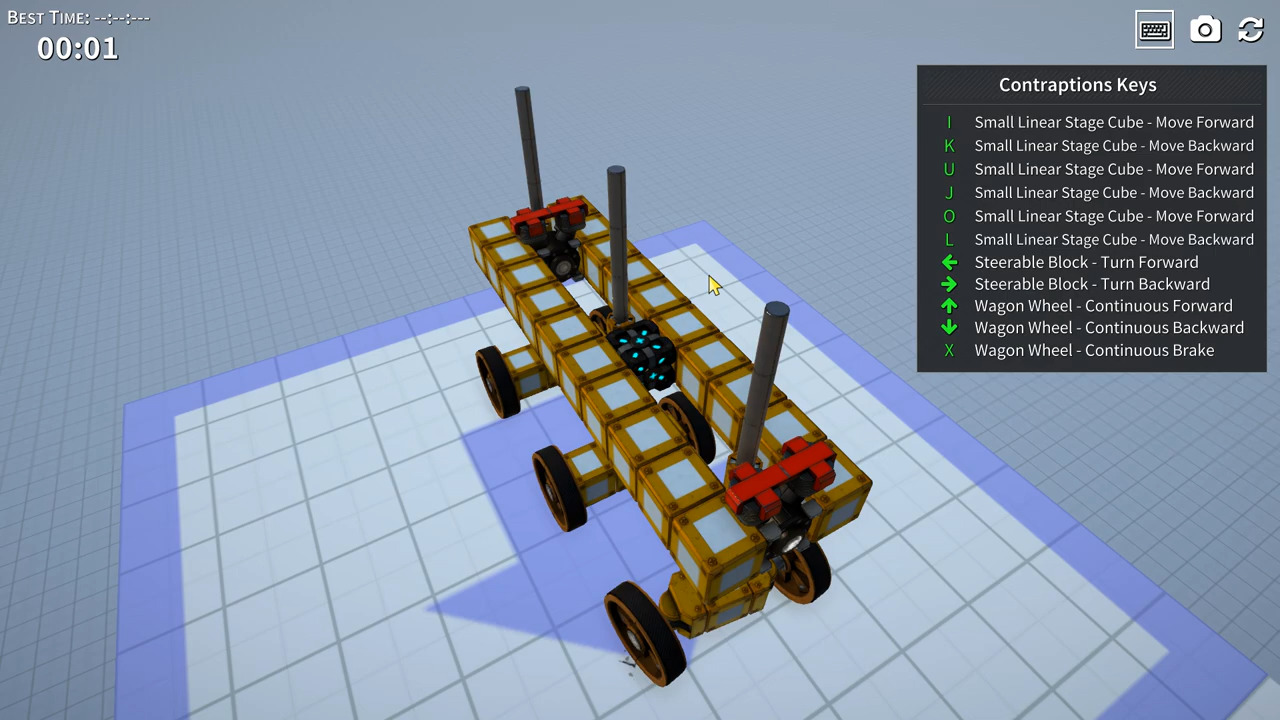 Best Time: --:--:---
00:01
Contraptions Keys
I Small Linear Stage Cube - Move Forward
K Small Linear Stage Cube - Move Backward
U Small Linear Stage Cube - Move Forward
J Small Linear Stage Cube - Move Backward
O Small Linear Stage Cube - Move Forward
L Small Linear Stage Cube - Move Backward
← Steerable Block - Turn Forward
→ Steerable Block - Turn Backward
↑ Wagon Wheel - Continuous Forward
↓ Wagon Wheel - Continuous Backward
X Wagon Wheel - Continuous Brake